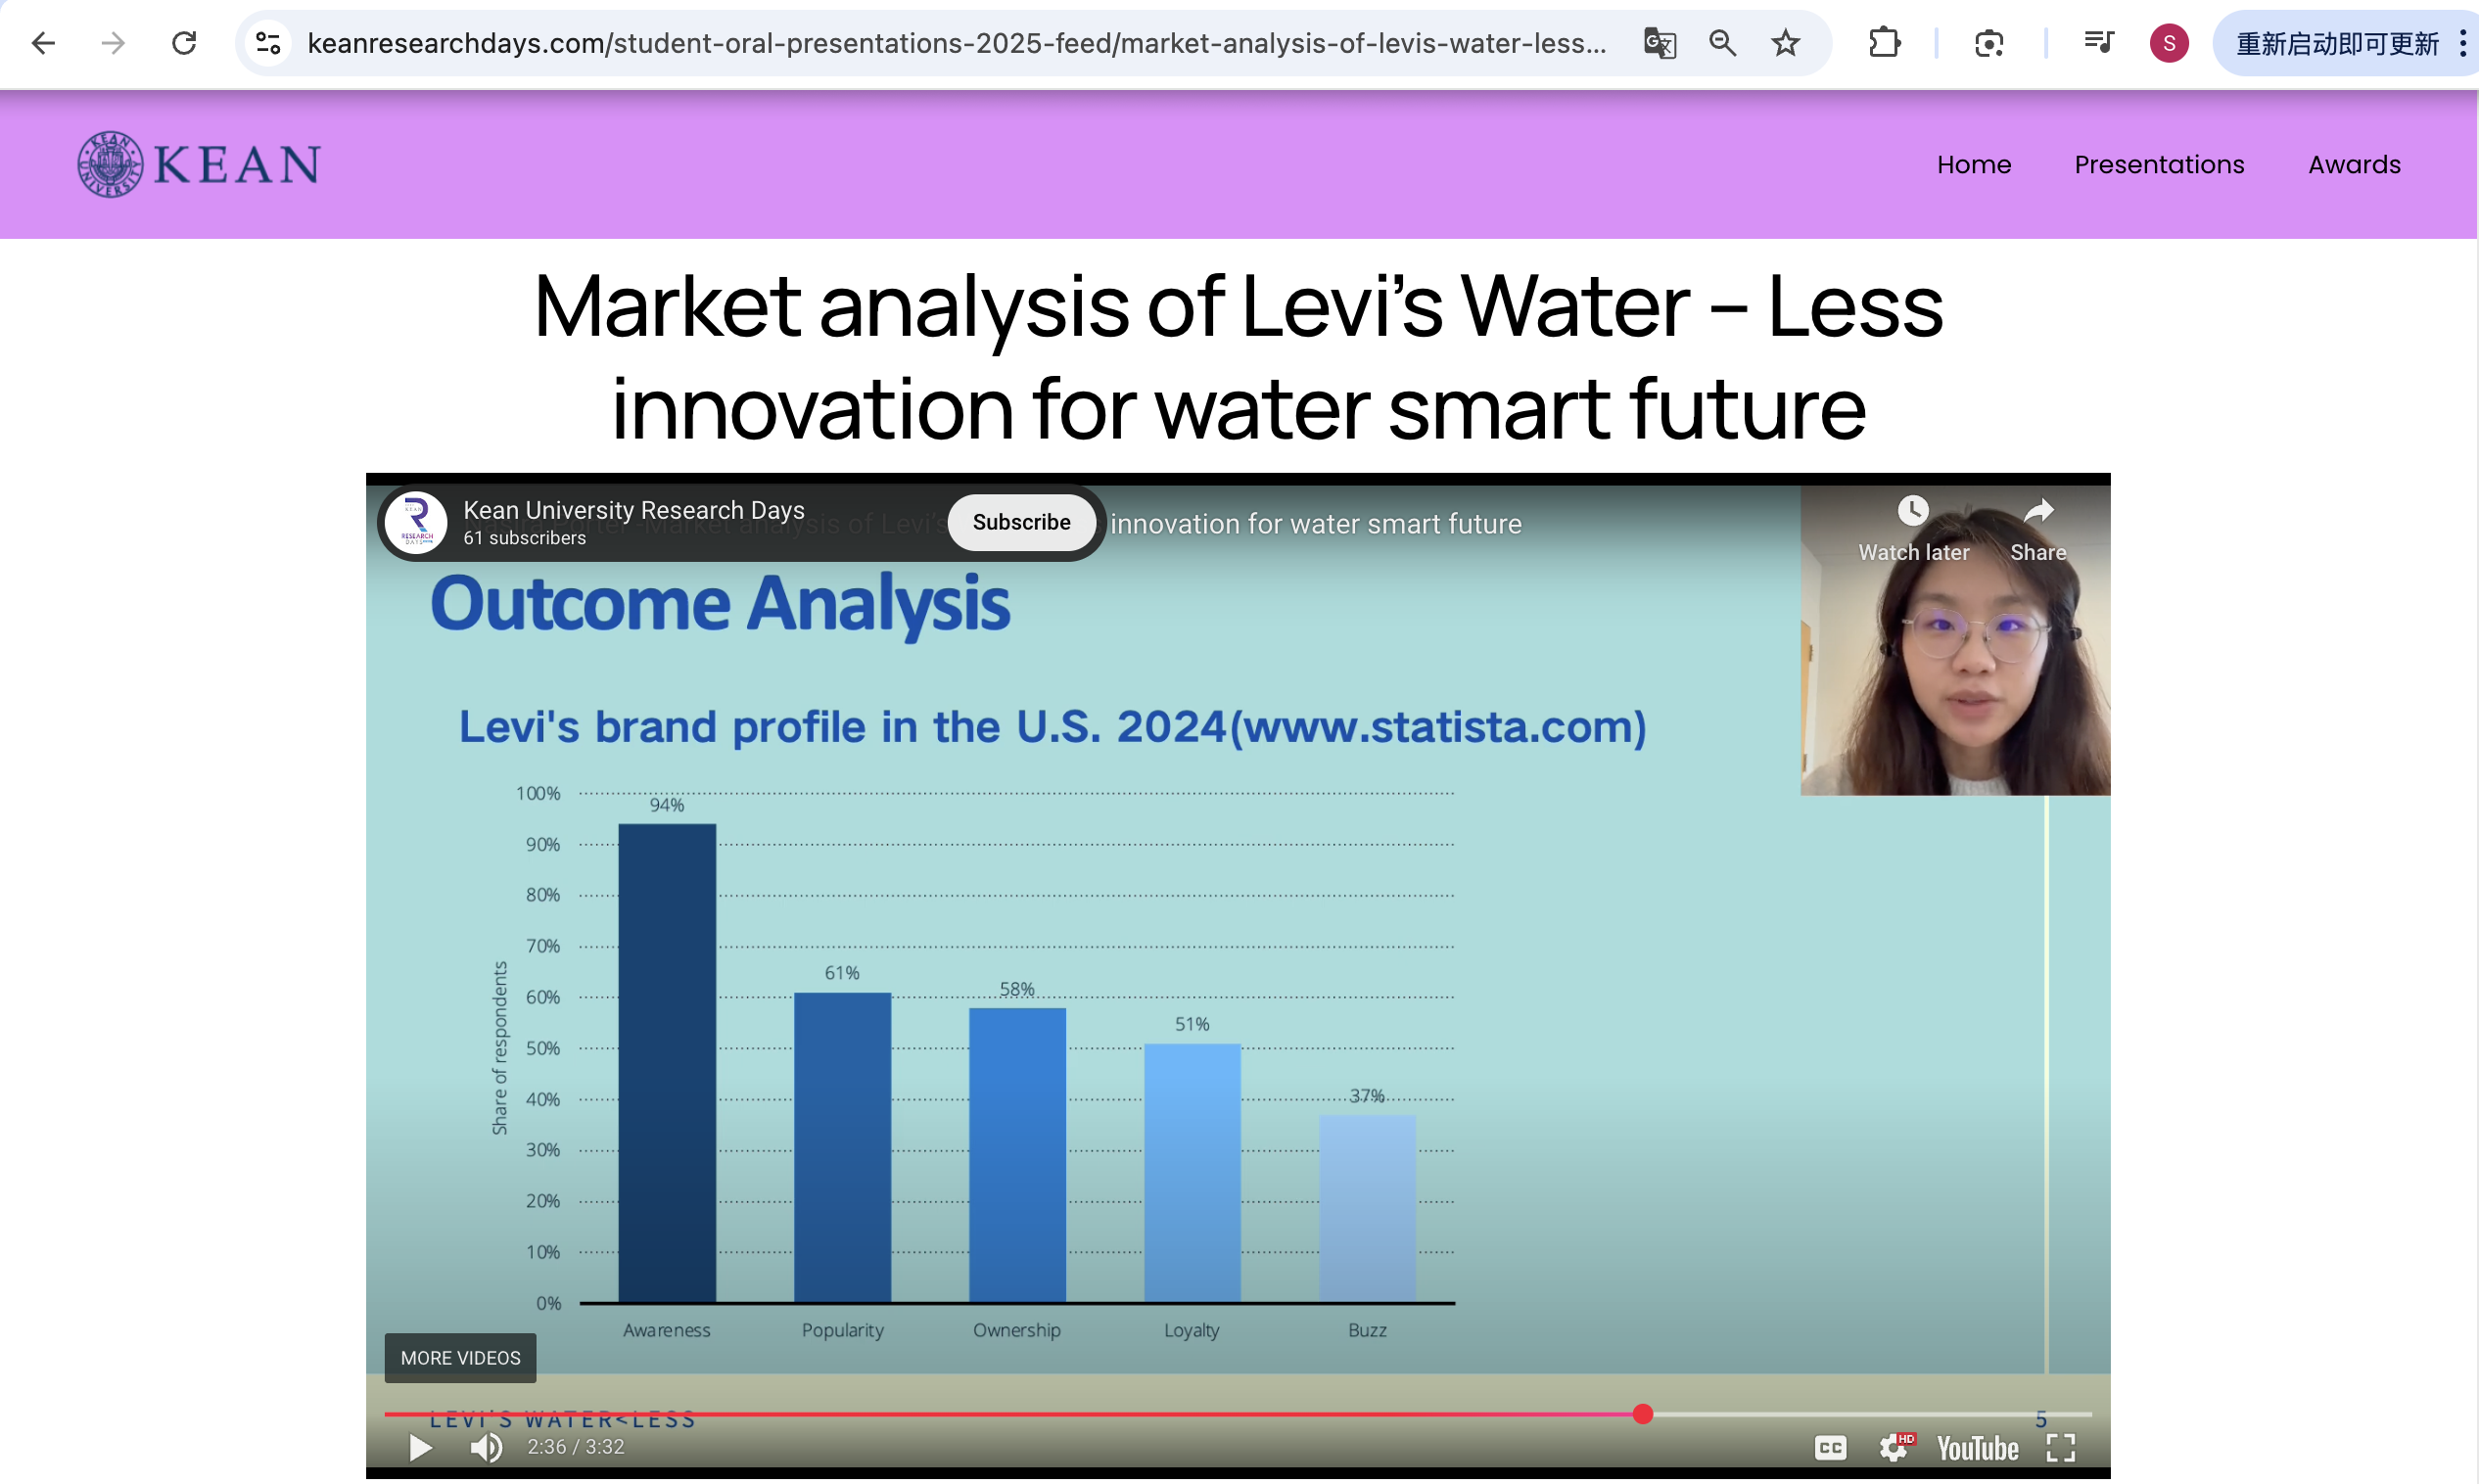 keanresearchdays.com/student-oral-presentations-2025-feed/market-analysis-of-levis-water-less...
S
重新启动即可更新
KEAN UNIVERSITY
KEAN
Home
Presentations
Awards
Market analysis of Levi's Water – Less
innovation for water smart future
Kean University Research Days
61 subscribers
Subscribe
innovation for water smart future
Watch later
Share
Outcome Analysis
Levi's brand profile in the U.S. 2024(www.statista.com)
Share of respondents
100%
90%
80%
70%
60%
50%
40%
30%
20%
10%
0%
94%
61%
58%
51%
37%
Awareness
Popularity
Ownership
Loyalty
Buzz
MORE VIDEOS
LEVI'S WATER<LESS
5
2:36 / 3:32
CC
HD
YouTube